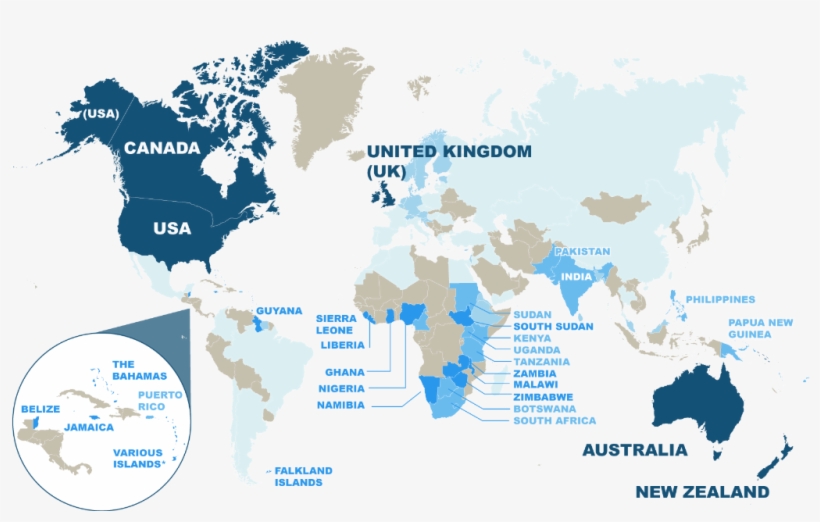 (USA)
CANADA
USA
UNITED KINGDOM
(UK)
PAKISTAN
INDIA
PHILIPPINES
PAPUA NEW
GUINEA
GUYANA
SIERRA
LEONE
LIBERIA
GHANA
NIGERIA
NAMIBIA
SUDAN
SOUTH SUDAN
KENYA
UGANDA
TANZANIA
ZAMBIA
MALAWI
ZIMBABWE
BOTSWANA
SOUTH AFRICA
THE
BAHAMAS
PUERTO
RICO
BELIZE
JAMAICA
VARIOUS
ISLANDS*
FALKLAND
ISLANDS
AUSTRALIA
NEW ZEALAND